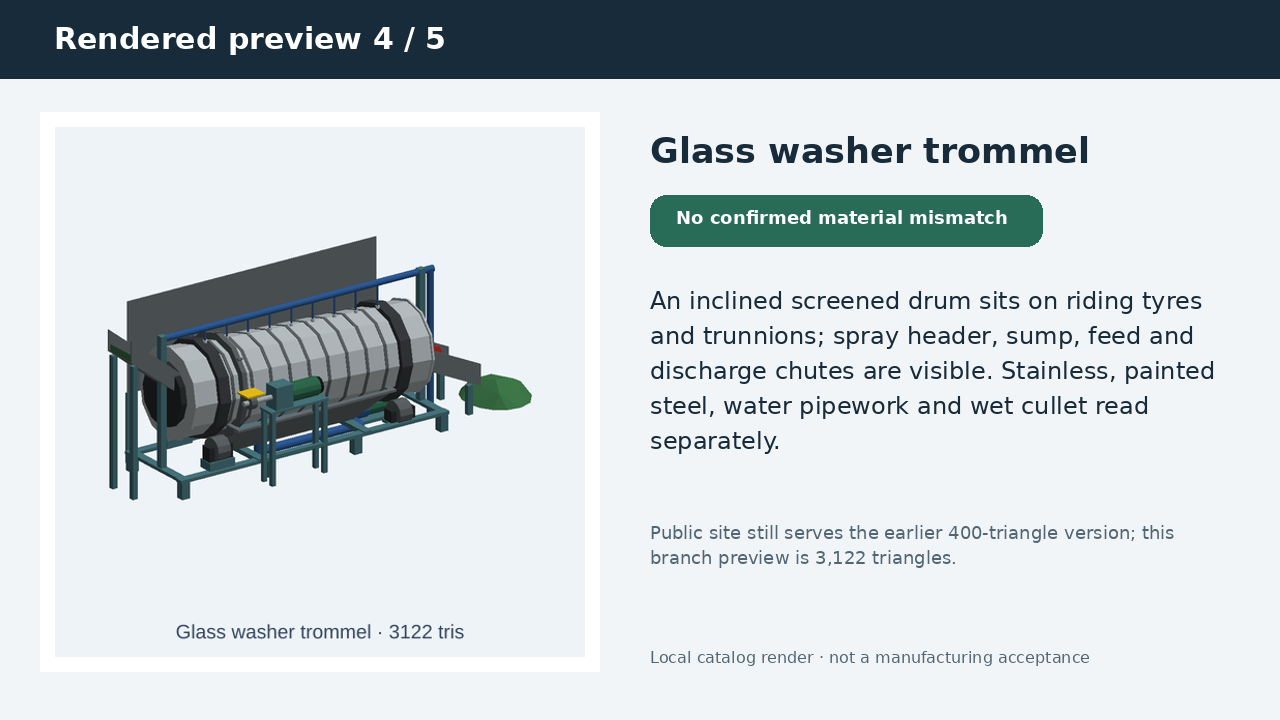 Rendered preview 4 / 5
Glass washer trommel · 3122 tris
Glass washer trommel
No confirmed material mismatch
An inclined screened drum sits on riding tyres
and trunnions; spray header, sump, feed and
discharge chutes are visible. Stainless, painted
steel, water pipework and wet cullet read
separately.
Public site still serves the earlier 400-triangle version; this
branch preview is 3,122 triangles.
Local catalog render · not a manufacturing acceptance